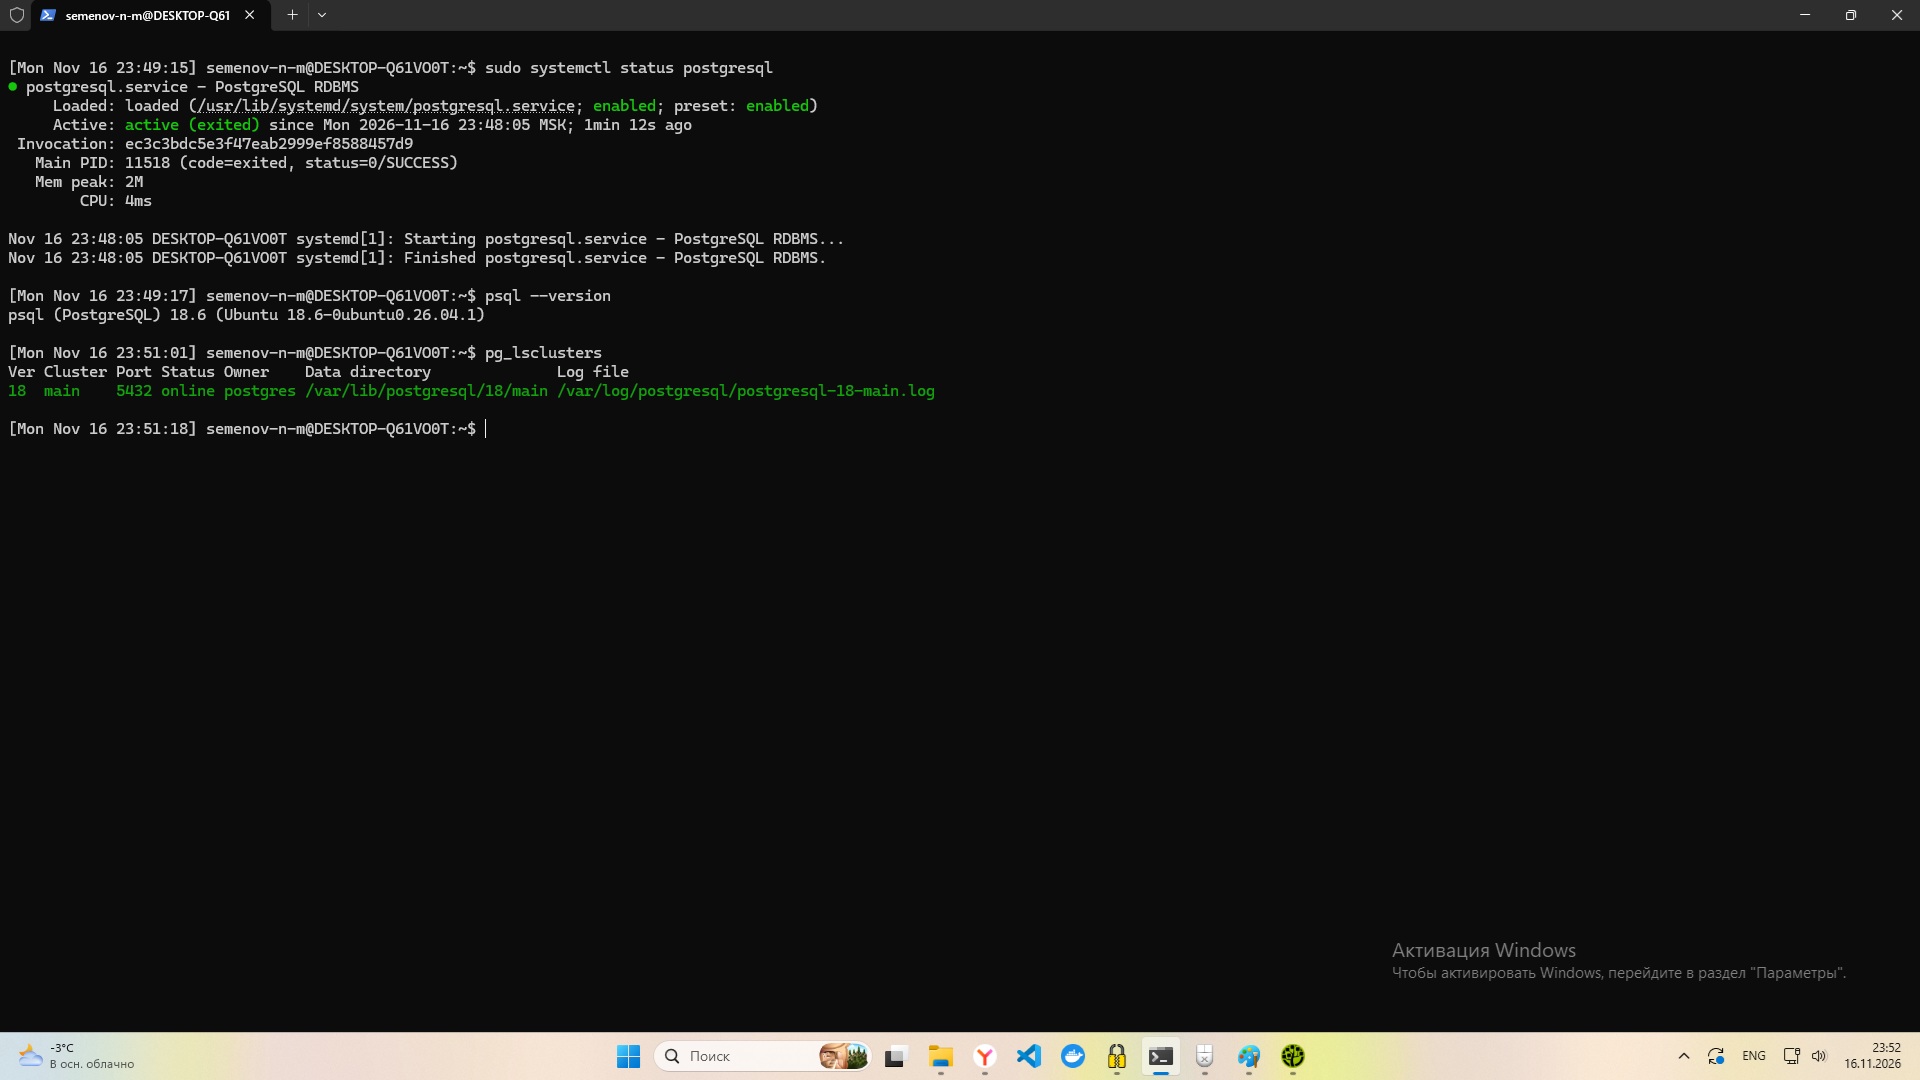 semenov-n-m@DESKTOP-Q61
[Mon Nov 16 23:49:15] semenov-n-m@DESKTOP-Q61VO0T:~$ sudo systemctl status postgresql
● postgresql.service - PostgreSQL RDBMS
Loaded: loaded (/usr/lib/systemd/system/postgresql.service; enabled; preset: enabled)
Active: active (exited) since Mon 2026-11-16 23:48:05 MSK; 1min 12s ago
Invocation: ec3c3bdc5e3f47eab2999ef8588457d9
Main PID: 11518 (code=exited, status=0/SUCCESS)
Mem peak: 2M
CPU: 4ms
Nov 16 23:48:05 DESKTOP-Q61VO0T systemd[1]: Starting postgresql.service - PostgreSQL RDBMS...
Nov 16 23:48:05 DESKTOP-Q61VO0T systemd[1]: Finished postgresql.service - PostgreSQL RDBMS.
[Mon Nov 16 23:49:17] semenov-n-m@DESKTOP-Q61VO0T:~$ psql --version
psql (PostgreSQL) 18.6 (Ubuntu 18.6-0ubuntu0.26.04.1)
[Mon Nov 16 23:51:01] semenov-n-m@DESKTOP-Q61VO0T:~$ pg_lsclusters
Ver Cluster Port Status Owner    Data directory              Log file
18  main    5432 online postgres /var/lib/postgresql/18/main /var/log/postgresql/postgresql-18-main.log
[Mon Nov 16 23:51:18] semenov-n-m@DESKTOP-Q61VO0T:~$
Активация Windows
Чтобы активировать Windows, перейдите в раздел "Параметры".
-3°C
В осн. облачно
Поиск
ENG
23:52
16.11.2026